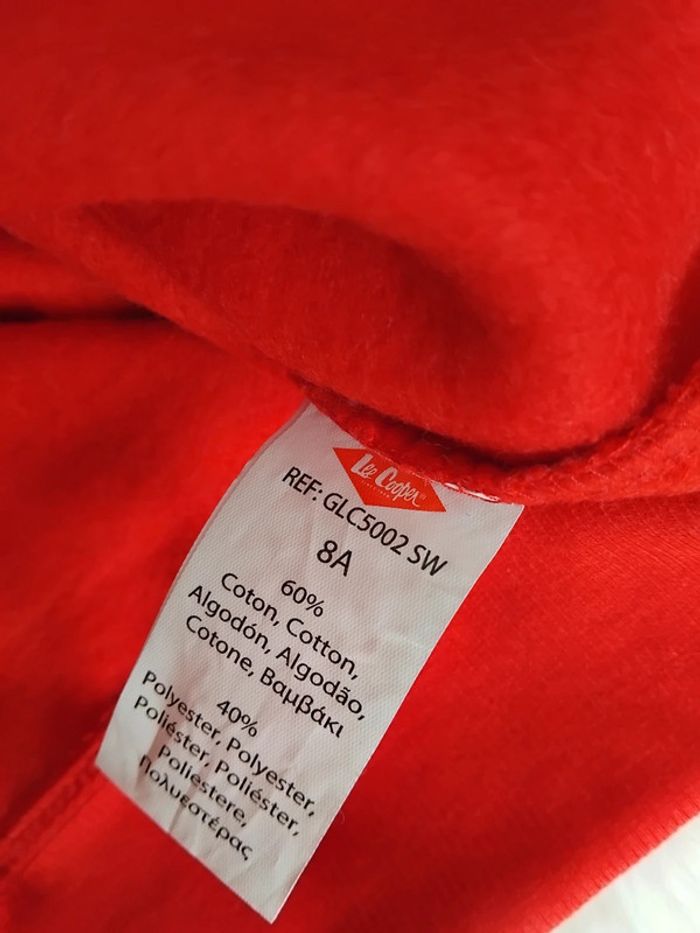 Lee Cooper
REF: GLC5002 SW
8A
60%
Coton, Cotton,
Algodón, Algodão,
Cotone, Βαμβάκι
40%
Polyester, Polyester,
Poliéster, Poliéster,
Poliestere,
Πολυεστέρας